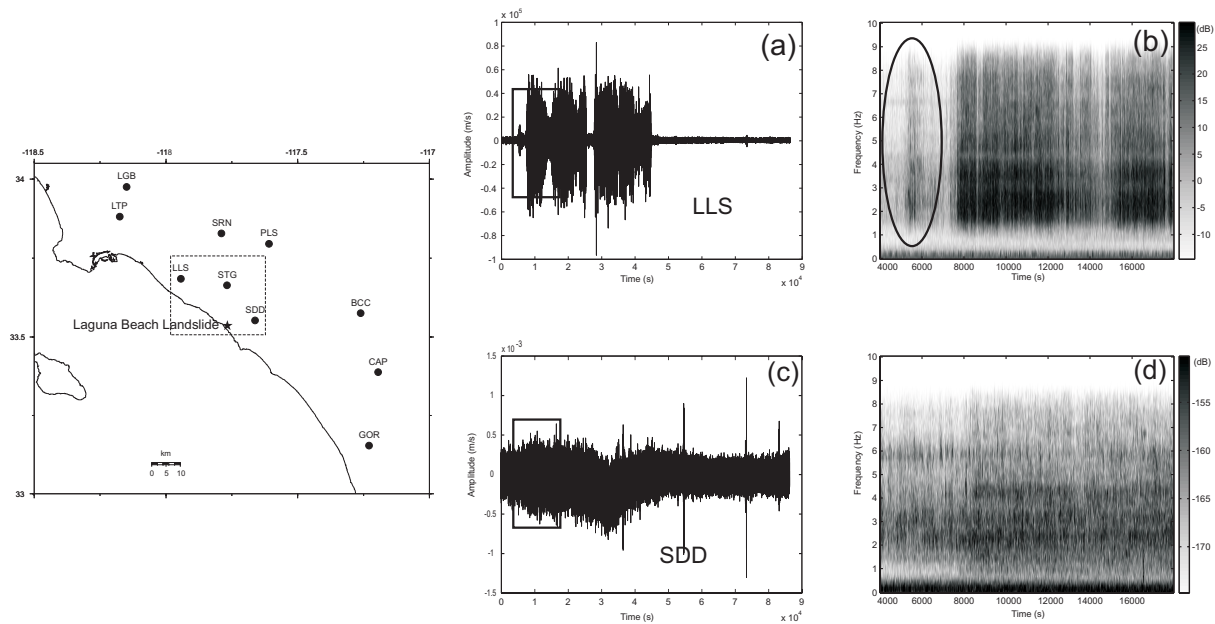 -118.5 -118 -117.5 -117
34
33.5
33
LGB
LTP
SRN
PLS
LLS
STG
SDD
BCC
Laguna Beach Landslide
CAP
GOR
km
0 5 10
x 10^5
(a)
1
0.8
0.6
0.4
0.2
0
-0.2
-0.4
-0.6
-0.8
-1
Amplitude (m/s)
LLS
0 1 2 3 4 5 6 7 8 9
Time (s)
x 10^4
(b)
10
9
8
7
6
5
4
3
2
1
0
Frequency (Hz)
4000 6000 8000 10000 12000 14000 16000
Time (s)
(dB)
25
20
15
10
5
0
-5
-10
x 10^-3
(c)
1.5
1
0.5
0
-0.5
-1
-1.5
Amplitude (m/s)
SDD
0 1 2 3 4 5 6 7 8 9
Time (s)
x 10^4
(d)
10
9
8
7
6
5
4
3
2
1
0
Frequency (Hz)
4000 6000 8000 10000 12000 14000 16000
Time (s)
(dB)
-155
-160
-165
-170